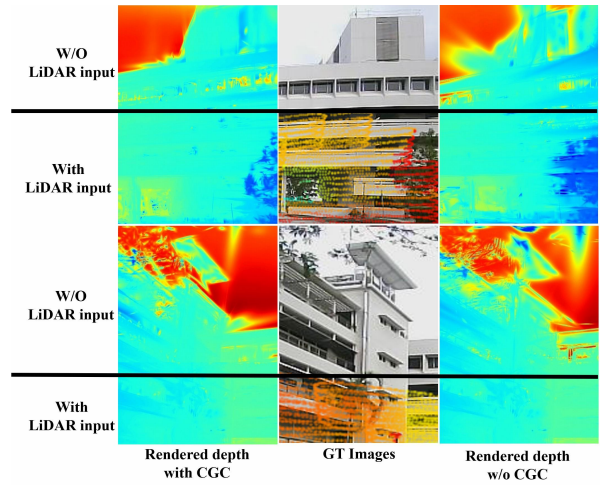 W/O
LiDAR input
With
LiDAR input
W/O
LiDAR input
With
LiDAR input
Rendered depth
with CGC
GT Images
Rendered depth
w/o CGC